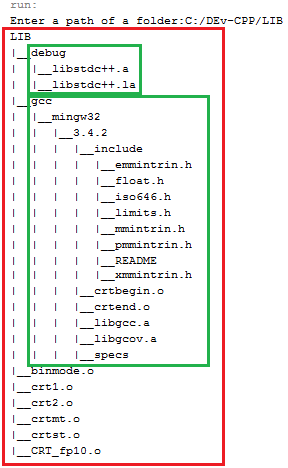 run:
Enter a path of a folder:C:/DEv-CPP/LIB
LIB
|__debug
|  |__libstdc++.a
|  |__libstdc++.la
|__gcc
|  |__mingw32
|  |  |__3.4.2
|  |  |  |__include
|  |  |  |  |__emmintrin.h
|  |  |  |  |__float.h
|  |  |  |  |__iso646.h
|  |  |  |  |__limits.h
|  |  |  |  |__mmintrin.h
|  |  |  |  |__pmmintrin.h
|  |  |  |  |__README
|  |  |  |  |__xmmintrin.h
|  |  |  |__crtbegin.o
|  |  |  |__crtend.o
|  |  |  |__libgcc.a
|  |  |  |__libgcov.a
|  |  |  |__specs
|__binmode.o
|__crt1.o
|__crt2.o
|__crtmt.o
|__crtst.o
|__CRT_fp10.o